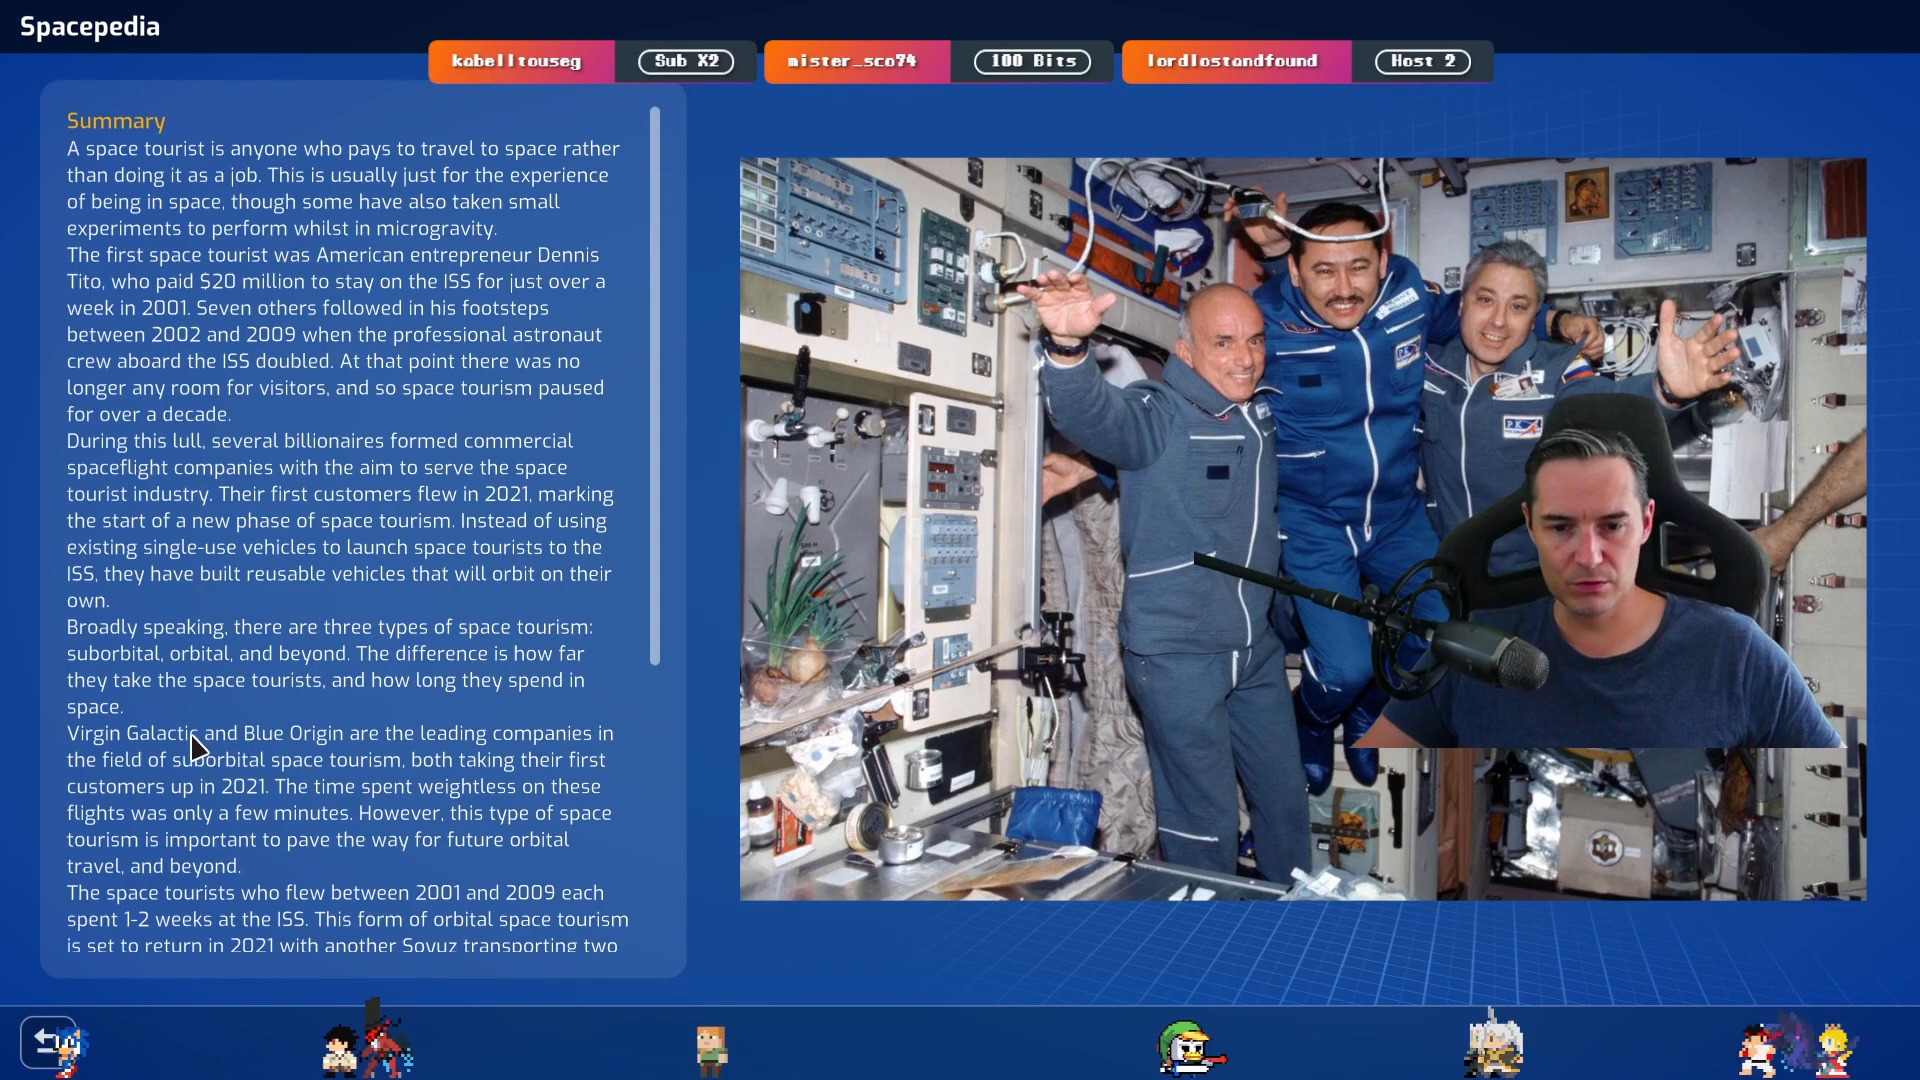 Spacepedia
kabelltouseg
Sub X2
mister_sco74
100 Bits
lordlostandfound
Host 2
Summary
A space tourist is anyone who pays to travel to space rather
than doing it as a job. This is usually just for the experience
of being in space, though some have also taken small
experiments to perform whilst in microgravity.
The first space tourist was American entrepreneur Dennis
Tito, who paid $20 million to stay on the ISS for just over a
week in 2001. Seven others followed in his footsteps
between 2002 and 2009 when the professional astronaut
crew aboard the ISS doubled. At that point there was no
longer any room for visitors, and so space tourism paused
for over a decade.
During this lull, several billionaires formed commercial
spaceflight companies with the aim to serve the space
tourist industry. Their first customers flew in 2021, marking
the start of a new phase of space tourism. Instead of using
existing single-use vehicles to launch space tourists to the
ISS, they have built reusable vehicles that will orbit on their
own.
Broadly speaking, there are three types of space tourism:
suborbital, orbital, and beyond. The difference is how far
they take the space tourists, and how long they spend in
space.
Virgin Galactic and Blue Origin are the leading companies in
the field of suborbital space tourism, both taking their first
customers up in 2021. The time spent weightless on these
flights was only a few minutes. However, this type of space
tourism is important to pave the way for future orbital
travel, and beyond.
The space tourists who flew between 2001 and 2009 each
spent 1-2 weeks at the ISS. This form of orbital space tourism
is set to return in 2021 with another Soyuz transporting two